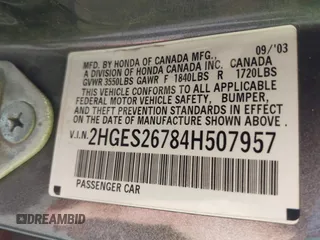 MFD. BY HONDA OF CANADA MFG., 09/'03
A DIVISION OF HONDA CANADA INC. CANADA
GVWR 3550LBS GAWR F 1840LBS R 1720LBS
THIS VEHICLE CONFORMS TO ALL APPLICABLE
FEDERAL MOTOR VEHICLE SAFETY, BUMPER,
AND THEFT PREVENTION STANDARDS IN EFFECT
ON THE DATE OF MANUFACTURE SHOWN ABOVE.
V.I.N. 2HGES26784H507957
PASSENGER CAR
DREAMBID